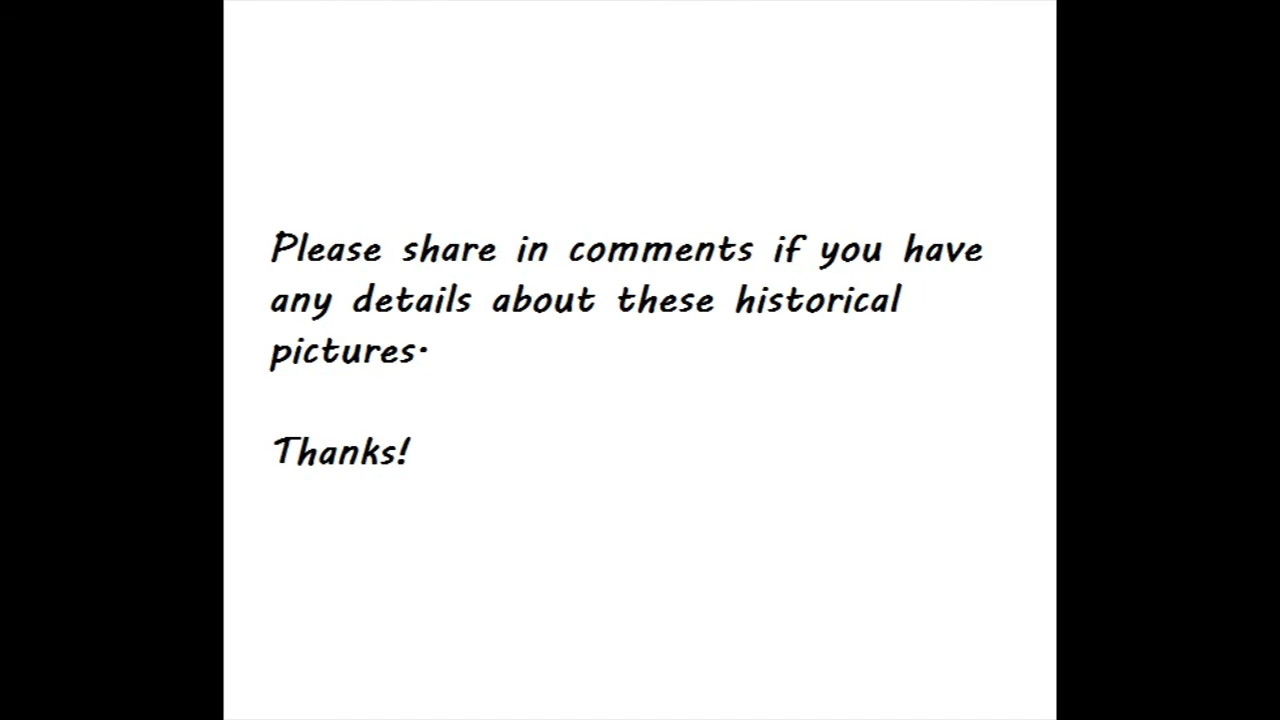 Please share in comments if you have
any details about these historical
pictures.
Thanks!